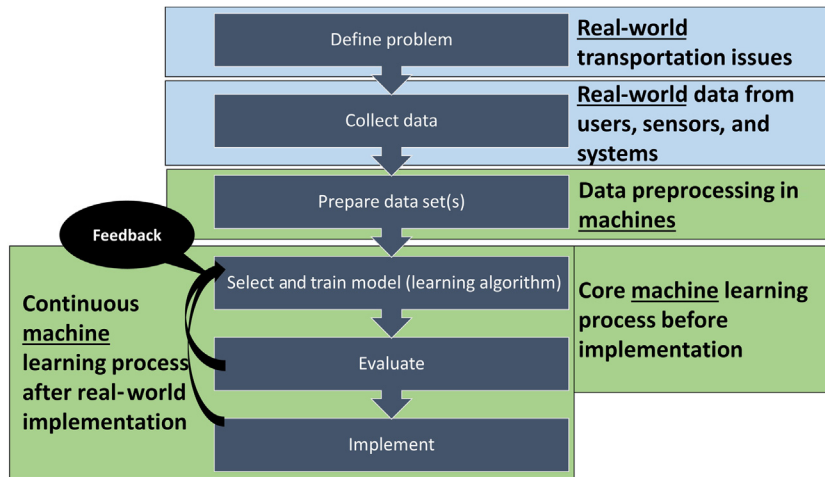 Define problem
Real-world
transportation issues
Collect data
Real-world data from
users, sensors, and
systems
Prepare data set(s)
Data preprocessing in
machines
Feedback
Select and train model (learning algorithm)
Continuous
machine
learning process
after real-world
implementation
Core machine learning
process before
implementation
Evaluate
Implement